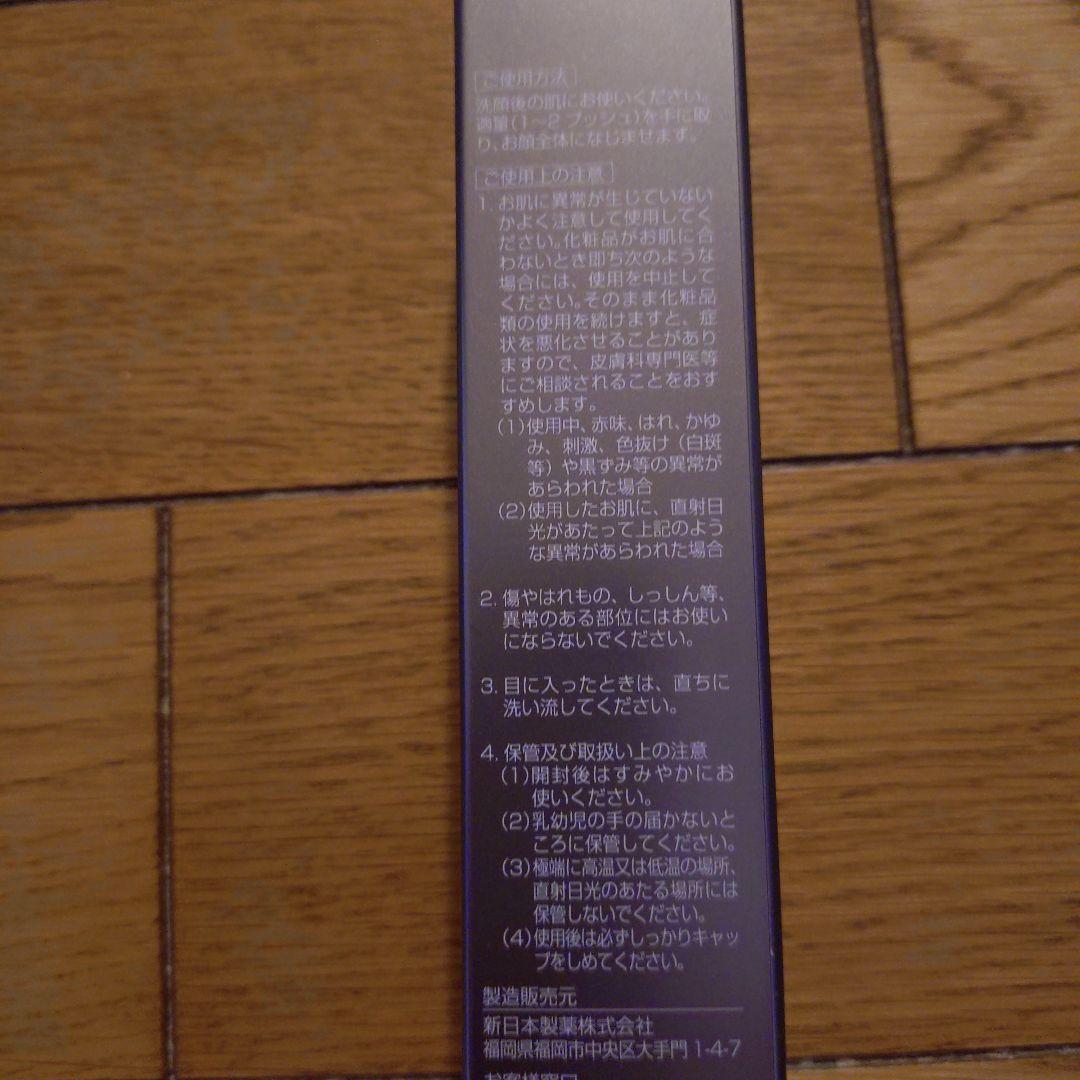 ご使用方法
洗顔後の肌にお使いください。
適量(1〜2 プッシュ)を手に取
り、お顔全体になじませます。
ご使用上の注意
1. お肌に異常が生じていない
かよく注意して使用してく
ださい。化粧品がお肌に合
わないとき即ち次のような
場合には、使用を中止して
ください。そのまま化粧品
類の使用を続けますと、症
状を悪化させることがあり
ますので、皮膚科専門医等
にご相談されることをおす
すめします。
(1)使用中、赤味、はれ、かゆ
み、刺激、色抜け(白斑
等)や黒ずみ等の異常が
あらわれた場合
(2)使用したお肌に、直射日
光があたって上記のよう
な異常があらわれた場合
2. 傷やはれもの、しっしん等、
異常のある部位にはお使い
にならないでください。
3. 目に入ったときは、直ちに
洗い流してください。
4. 保管及び取扱い上の注意
(1)開封後はすみやかにお
使いください。
(2)乳幼児の手の届かないと
ころに保管してください。
(3)極端に高温又は低温の場所、
直射日光のあたる場所には
保管しないでください。
(4)使用後は必ずしっかりキャッ
プをしめてください。
製造販売元
新日本製薬株式会社
福岡県福岡市中央区大手門 1-4-7
お客様窓口